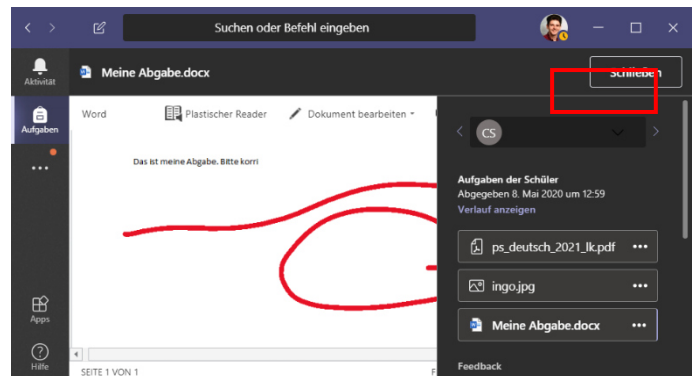 Suchen oder Befehl eingeben
Aktivität
Meine Abgabe.docx
Schließen
Aufgaben
Word
Plastischer Reader
Dokument bearbeiten
CS
Das ist meine Abgabe. Bitte korri
Aufgaben der Schüler
Abgegeben 8. Mai 2020 um 12:59
Verlauf anzeigen
ps_deutsch_2021_lk.pdf
ingo.jpg
Meine Abgabe.docx
Apps
Hilfe
SEITE 1 VON 1
F
Feedback